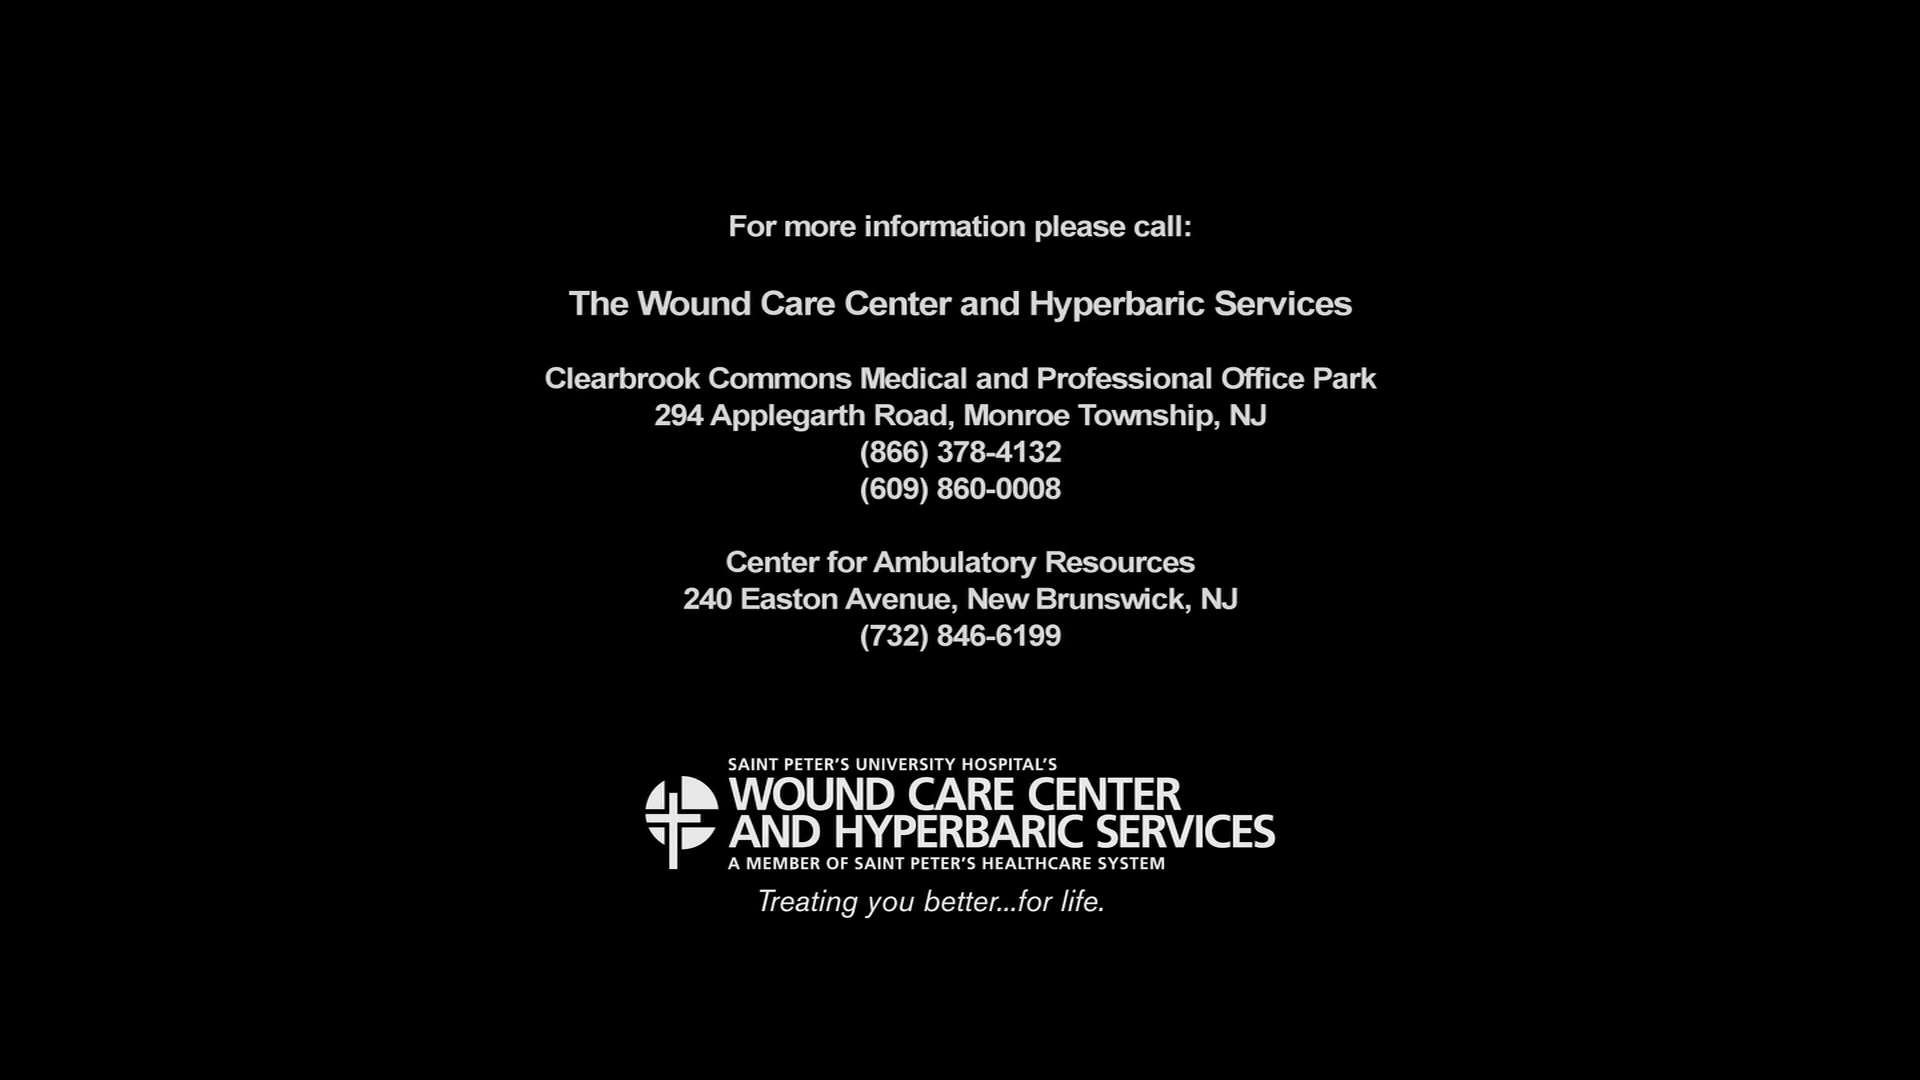 For more information please call:
The Wound Care Center and Hyperbaric Services
Clearbrook Commons Medical and Professional Office Park
294 Applegarth Road, Monroe Township, NJ
(866) 378-4132
(609) 860-0008
Center for Ambulatory Resources
240 Easton Avenue, New Brunswick, NJ
(732) 846-6199
SAINT PETER'S UNIVERSITY HOSPITAL'S
WOUND CARE CENTER
AND HYPERBARIC SERVICES
A MEMBER OF SAINT PETER'S HEALTHCARE SYSTEM
Treating you better...for life.